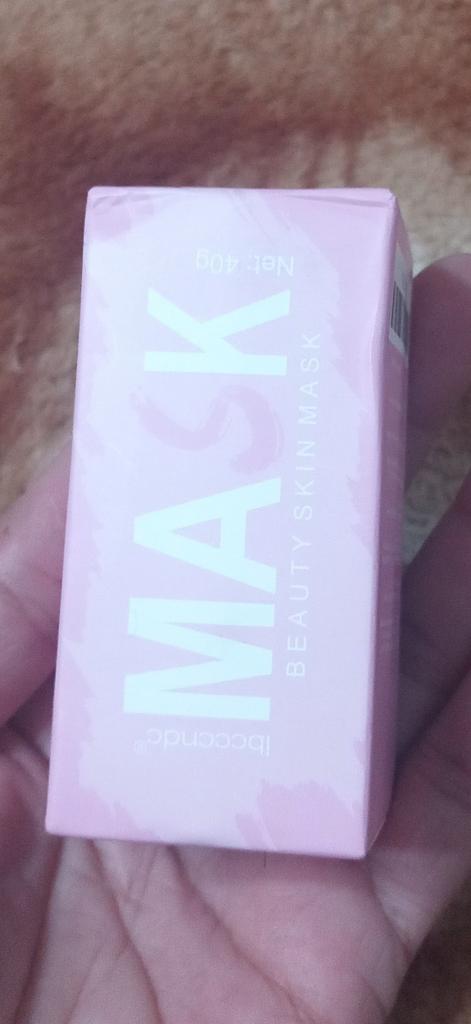 ibcccndc®
MASK
BEAUTY SKIN MASK
Net: 40g